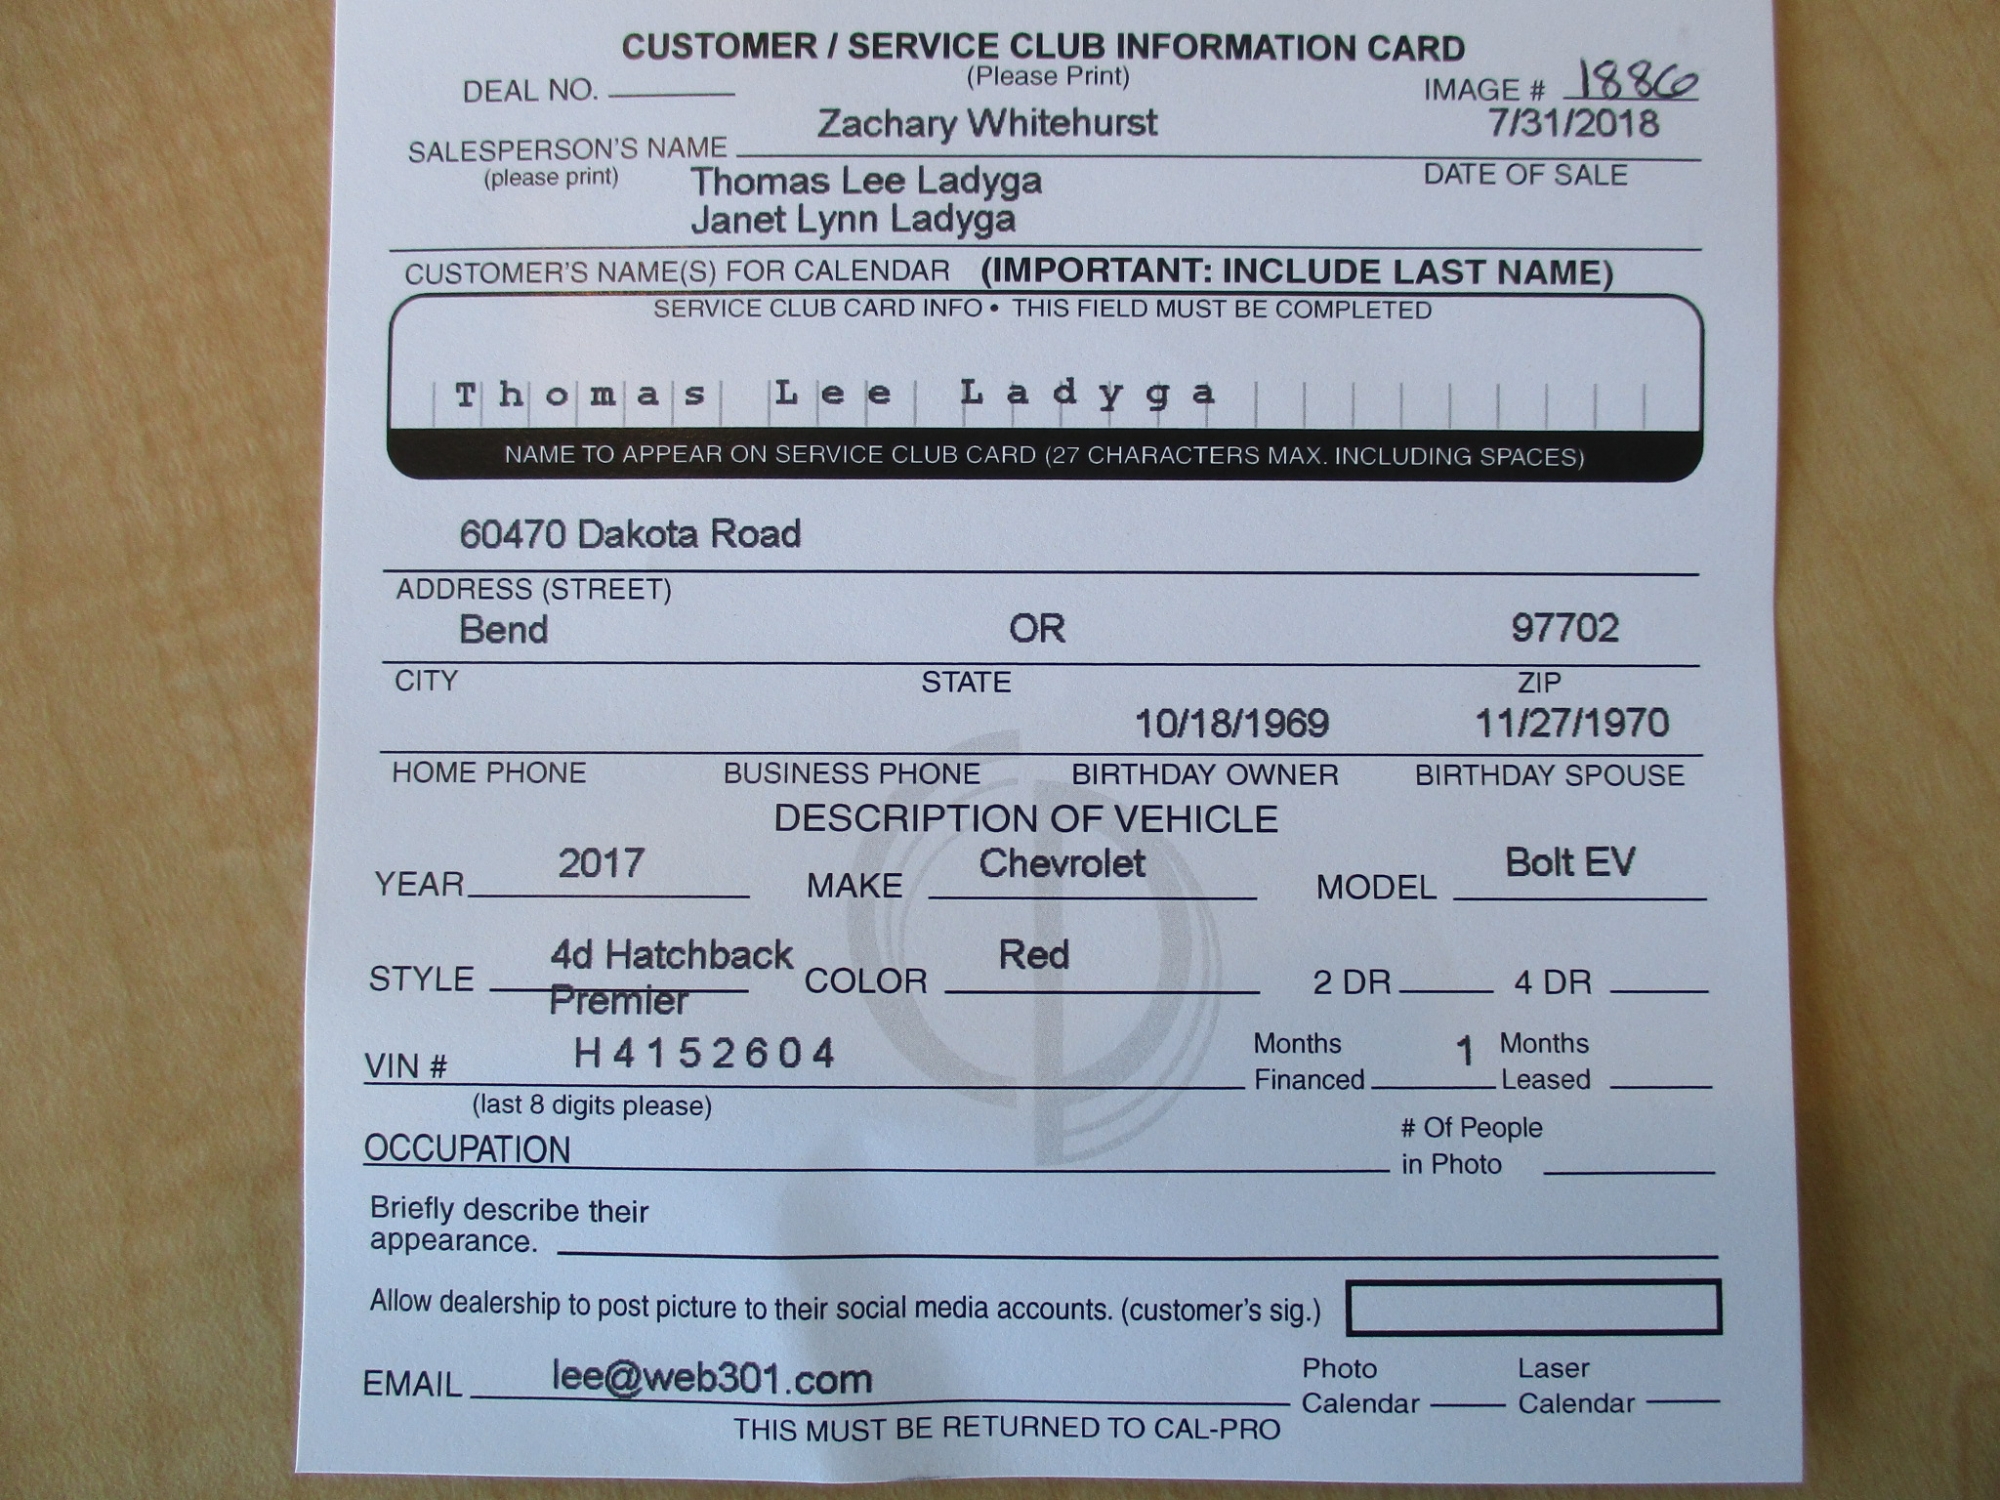 CUSTOMER / SERVICE CLUB INFORMATION CARD
(Please Print)
DEAL NO. IMAGE # 1886
Zachary Whitehurst 7/31/2018
SALESPERSON'S NAME
(please print) DATE OF SALE
Thomas Lee Ladyga
Janet Lynn Ladyga
CUSTOMER'S NAME(S) FOR CALENDAR (IMPORTANT: INCLUDE LAST NAME)
SERVICE CLUB CARD INFO • THIS FIELD MUST BE COMPLETED
Thomas Lee Ladyga
NAME TO APPEAR ON SERVICE CLUB CARD (27 CHARACTERS MAX. INCLUDING SPACES)
60470 Dakota Road
ADDRESS (STREET)
Bend OR 97702
CITY STATE ZIP
10/18/1969 11/27/1970
HOME PHONE BUSINESS PHONE BIRTHDAY OWNER BIRTHDAY SPOUSE
DESCRIPTION OF VEHICLE
YEAR 2017 MAKE Chevrolet MODEL Bolt EV
STYLE 4d Hatchback COLOR Red 2 DR 4 DR
Premier
VIN # H4152604 Months Financed 1 Months Leased
(last 8 digits please)
OCCUPATION # Of People
in Photo
Briefly describe their
appearance.
Allow dealership to post picture to their social media accounts. (customer's sig.)
EMAIL lee@web301.com Photo Calendar Laser Calendar
THIS MUST BE RETURNED TO CAL-PRO